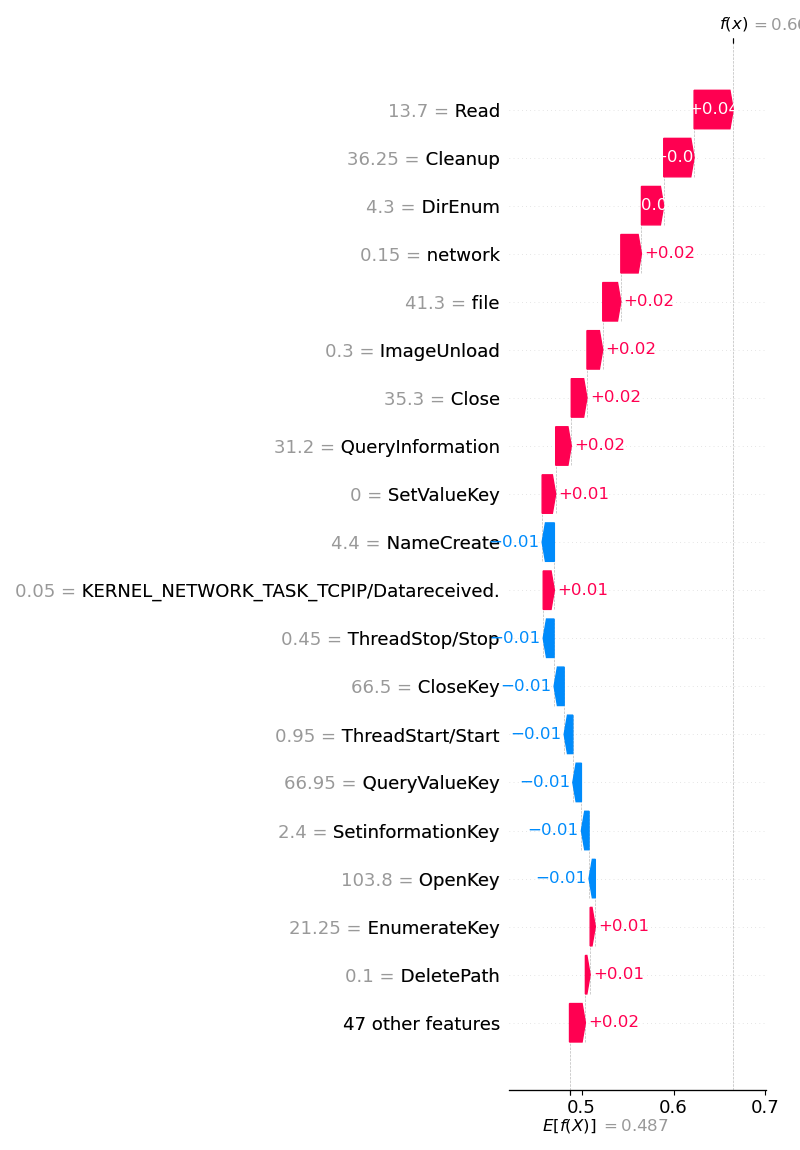 f(x) = 0.66
13.7 = Read +0.04
36.25 = Cleanup +0.0
4.3 = DirEnum 0.0
0.15 = network +0.02
41.3 = file +0.02
0.3 = ImageUnload +0.02
35.3 = Close +0.02
31.2 = QueryInformation +0.02
0 = SetValueKey +0.01
4.4 = NameCreate −0.01
0.05 = KERNEL_NETWORK_TASK_TCPIP/Datareceived. +0.01
0.45 = ThreadStop/Stop −0.01
66.5 = CloseKey −0.01
0.95 = ThreadStart/Start −0.01
66.95 = QueryValueKey −0.01
2.4 = SetinformationKey −0.01
103.8 = OpenKey −0.01
21.25 = EnumerateKey +0.01
0.1 = DeletePath +0.01
47 other features +0.02
0.5 0.6 0.7
E[f(X)] = 0.487